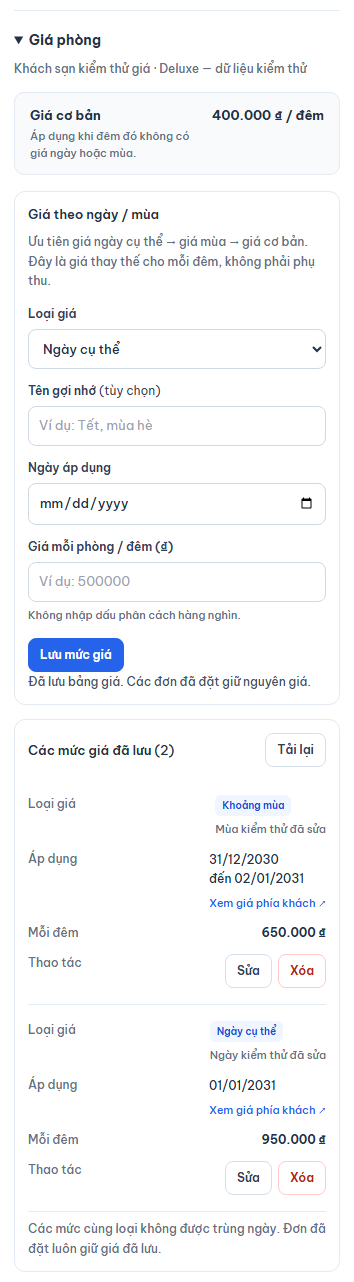 ▼ Giá phòng
Khách sạn kiểm thử giá · Deluxe — dữ liệu kiểm thử
Giá cơ bản 400.000 ₫ / đêm
Áp dụng khi đêm đó không có
giá ngày hoặc mùa.
Giá theo ngày / mùa
Ưu tiên giá ngày cụ thể → giá mùa → giá cơ bản.
Đây là giá thay thế cho mỗi đêm, không phải phụ
thu.
Loại giá
Ngày cụ thể
Tên gợi nhớ (tùy chọn)
Ví dụ: Tết, mùa hè
Ngày áp dụng
mm/dd/yyyy
Giá mỗi phòng / đêm (₫)
Ví dụ: 500000
Không nhập dấu phân cách hàng nghìn.
Lưu mức giá
Đã lưu bảng giá. Các đơn đã đặt giữ nguyên giá.
Các mức giá đã lưu (2) Tải lại
Loại giá Khoảng mùa
Mùa kiểm thử đã sửa
Áp dụng 31/12/2030
đến 02/01/2031
Xem giá phía khách ↗
Mỗi đêm 650.000 ₫
Thao tác Sửa Xóa
Loại giá Ngày cụ thể
Ngày kiểm thử đã sửa
Áp dụng 01/01/2031
Xem giá phía khách ↗
Mỗi đêm 950.000 ₫
Thao tác Sửa Xóa
Các mức cùng loại không được trùng ngày. Đơn đã
đặt luôn giữ giá đã lưu.